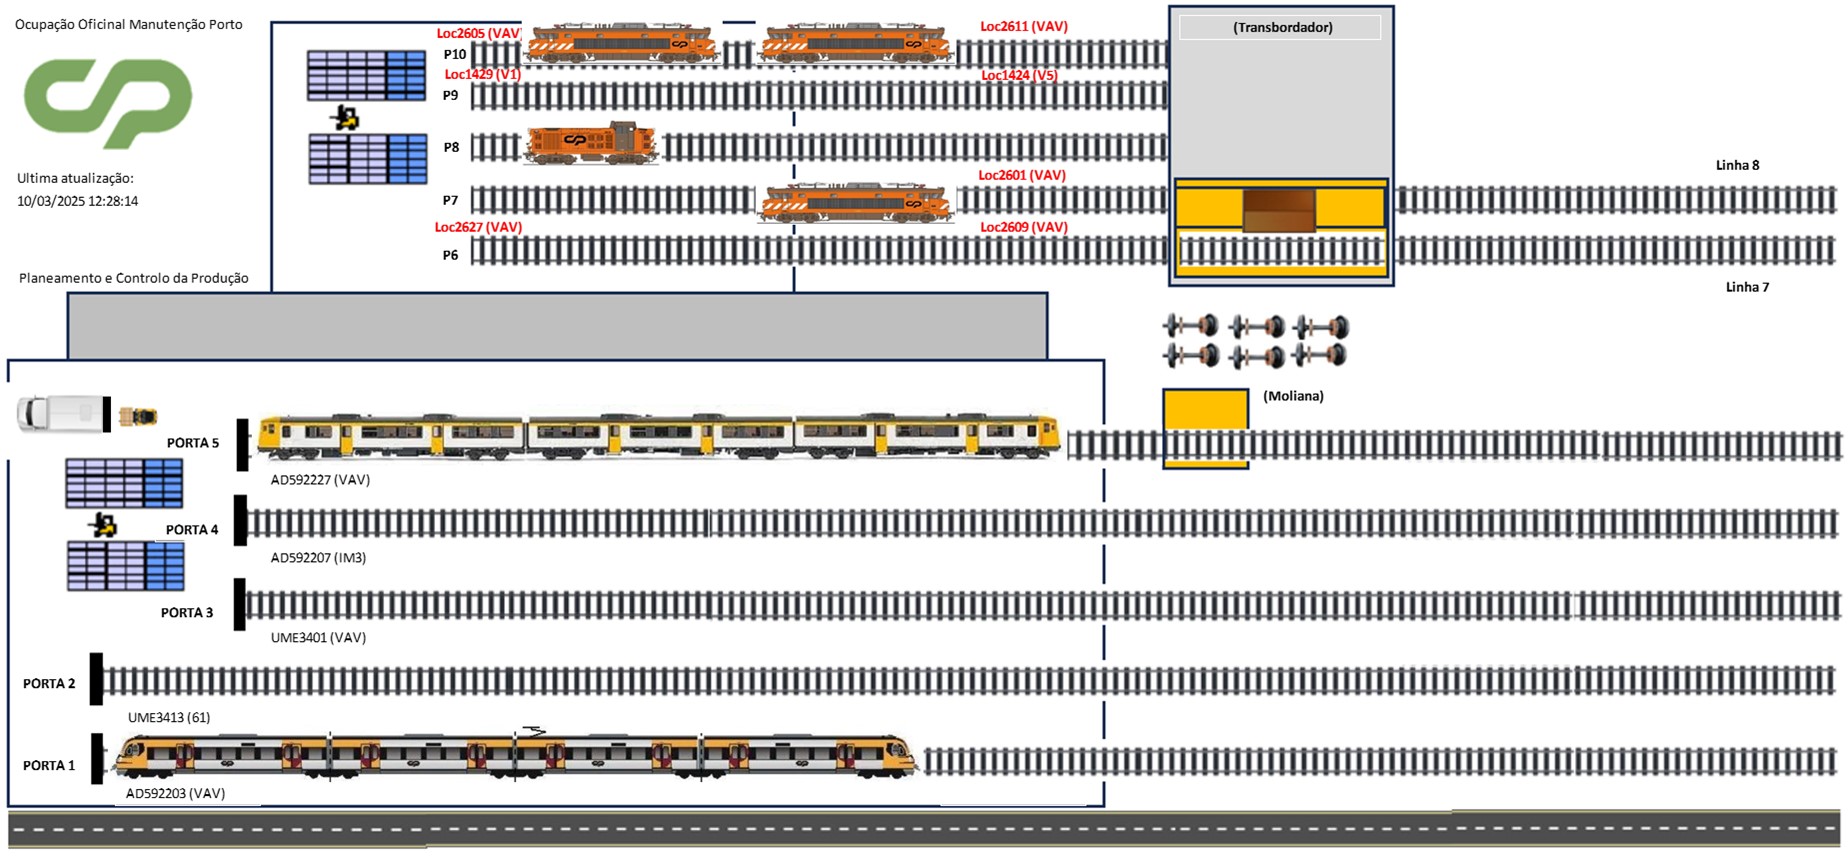 Ocupação Oficinal Manutenção Porto
Loc2605 (VAV)
Loc2611 (VAV)
(Transbordador)
P10
Loc1429 (V1)
Loc1424 (V5)
P9
CP
P8
Ultima atualização:
10/03/2025 12:28:14
Loc2601 (VAV)
Linha 8
P7
Loc2627 (VAV)
Loc2609 (VAV)
P6
Planeamento e Controlo da Produção
Linha 7
(Moliana)
PORTA 5
AD592227 (VAV)
PORTA 4
AD592207 (IM3)
PORTA 3
UME3401 (VAV)
PORTA 2
UME3413 (61)
PORTA 1
AD592203 (VAV)